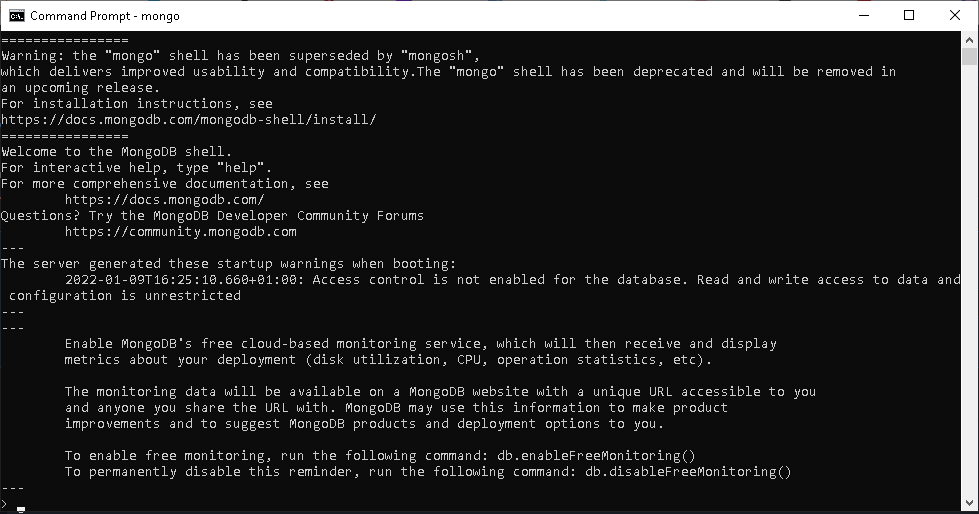 Command Prompt - mongo
================
Warning: the "mongo" shell has been superseded by "mongosh",
which delivers improved usability and compatibility.The "mongo" shell has been deprecated and will be removed in
an upcoming release.
For installation instructions, see
https://docs.mongodb.com/mongodb-shell/install/
================
Welcome to the MongoDB shell.
For interactive help, type "help".
For more comprehensive documentation, see
        https://docs.mongodb.com/
Questions? Try the MongoDB Developer Community Forums
        https://community.mongodb.com
---
The server generated these startup warnings when booting:
        2022-01-09T16:25:10.660+01:00: Access control is not enabled for the database. Read and write access to data and
 configuration is unrestricted
---
---
        Enable MongoDB's free cloud-based monitoring service, which will then receive and display
        metrics about your deployment (disk utilization, CPU, operation statistics, etc).

        The monitoring data will be available on a MongoDB website with a unique URL accessible to you
        and anyone you share the URL with. MongoDB may use this information to make product
        improvements and to suggest MongoDB products and deployment options to you.

        To enable free monitoring, run the following command: db.enableFreeMonitoring()
        To permanently disable this reminder, run the following command: db.disableFreeMonitoring()
---
> _